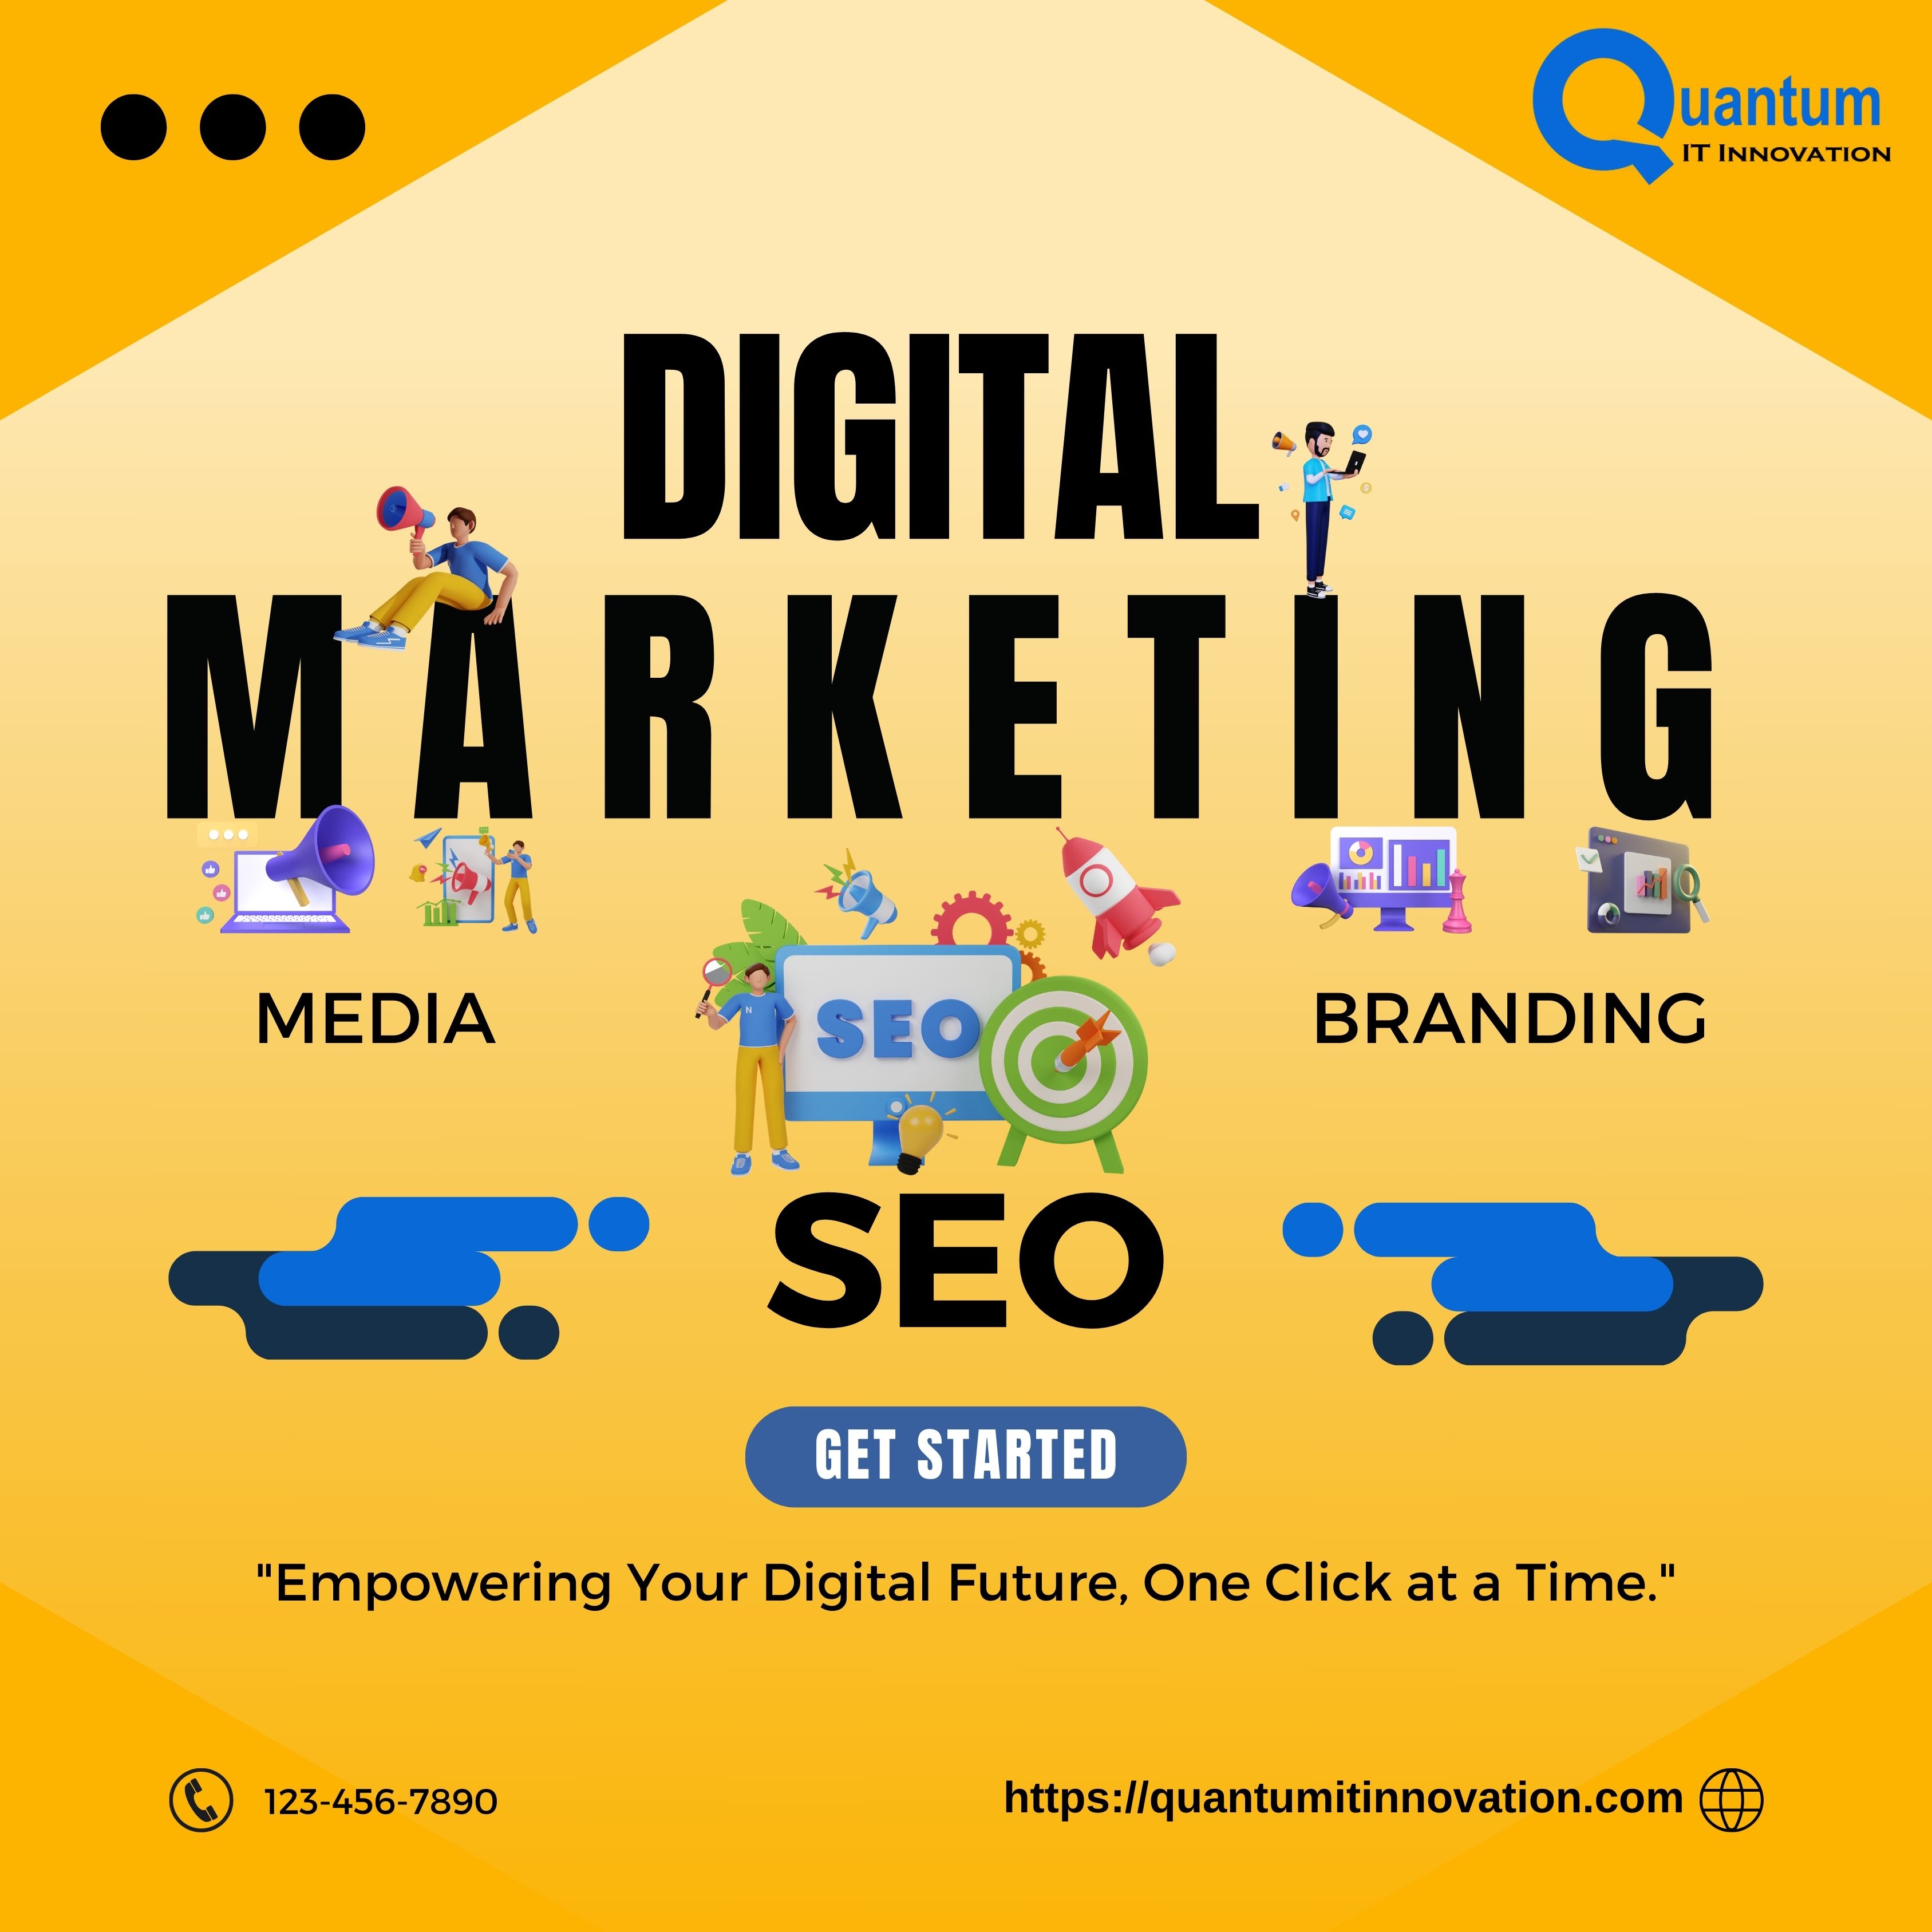 Quantum
IT INNOVATION
DIGITAL
MARKETING
SEO
MEDIA
BRANDING
SEO
GET STARTED
"Empowering Your Digital Future, One Click at a Time."
123-456-7890
https://quantumitinnovation.com